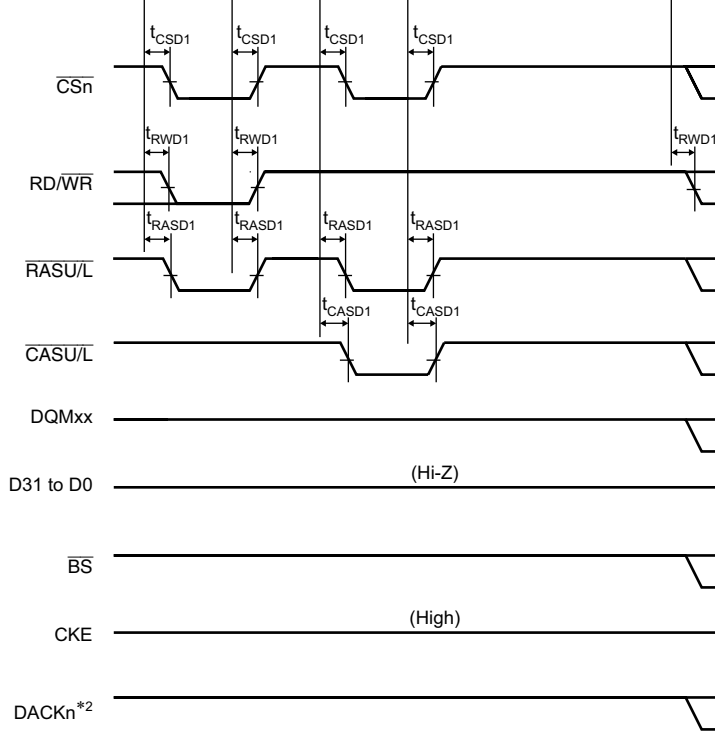 tCSD1 tCSD1 tCSD1 tCSD1
CSn
tRWD1 tRWD1 tRWD1
RD/WR
tRASD1 tRASD1 tRASD1 tRASD1
RASU/L
tCASD1 tCASD1
CASU/L
DQMxx
(Hi-Z)
D31 to D0
BS
(High)
CKE
DACKn*2